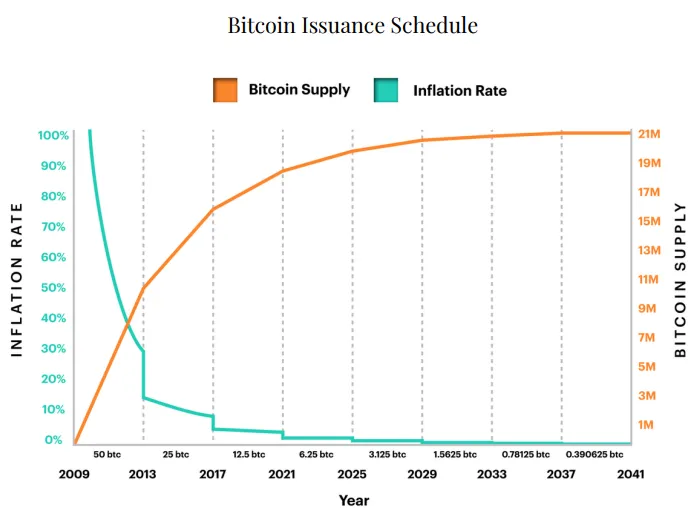 Bitcoin Issuance Schedule
Bitcoin Supply
Inflation Rate
INFLATION RATE
100%
90%
80%
70%
60%
50%
40%
30%
20%
10%
0%
21M
19M
17M
15M
13M
11M
9M
7M
5M
3M
1M
BITCOIN SUPPLY
50 btc 25 btc 12.5 btc 6.25 btc 3.125 btc 1.5625 btc 0.78125 btc 0.390625 btc
2009 2013 2017 2021 2025 2029 2033 2037 2041
Year